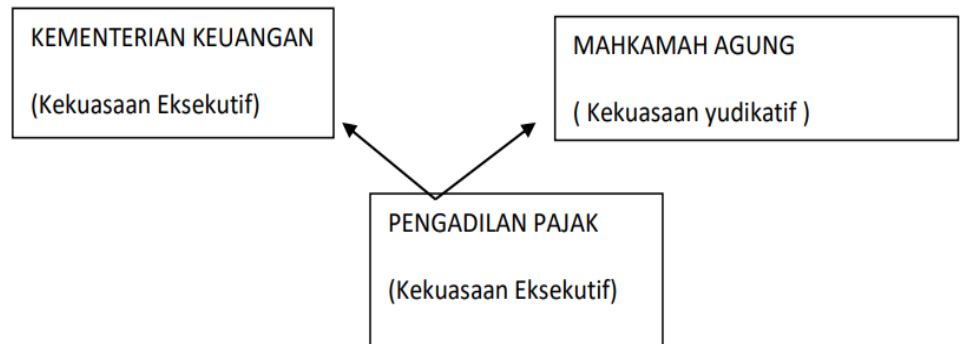 KEMENTERIAN KEUANGAN
(Kekuasaan Eksekutif)
MAHKAMAH AGUNG
( Kekuasaan yudikatif )
PENGADILAN PAJAK
(Kekuasaan Eksekutif)